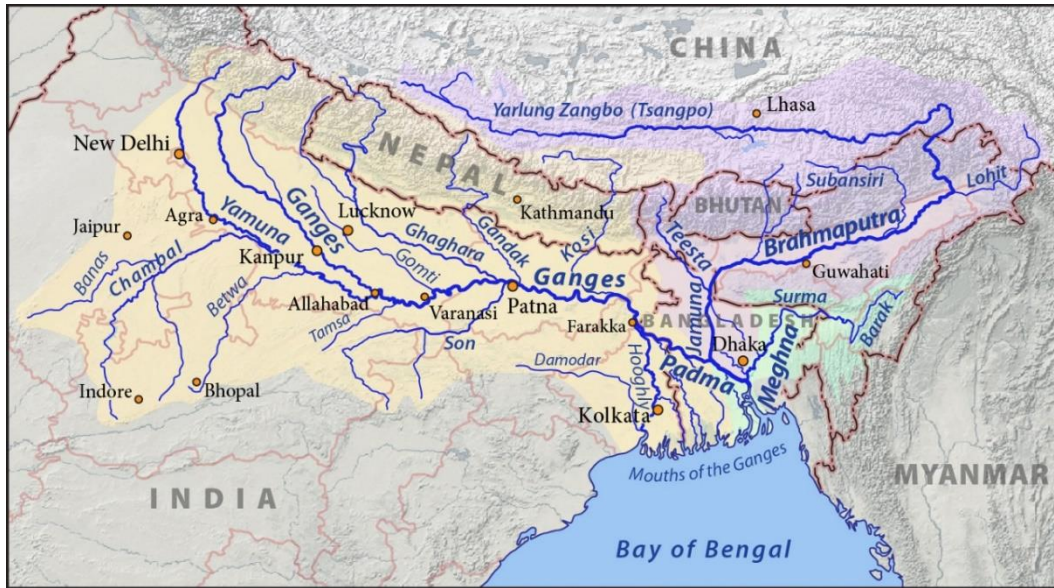 CHINA
Yarlung Zangbo (Tsangpo)
Lhasa
New Delhi
NEPAL
Subansiri
Lohit
BHUTAN
Agra
Yamuna
Ganges
Lucknow
Kathmandu
Jaipur
Kanpur
Ghaghara
Gandak
Kosi
Teesta
Brahmaputra
Banas
Chambal
Gomti
Ganges
Guwahati
Betwa
Allahabad
Varanasi
Patna
Jamuna
Surma
Tamsa
Son
Farakka
BANGLADESH
Barak
Damodar
Hooghly
Padma
Dhaka
Meghna
Indore
Bhopal
Kolkata
Mouths of the Ganges
INDIA
MYANMAR
Bay of Bengal